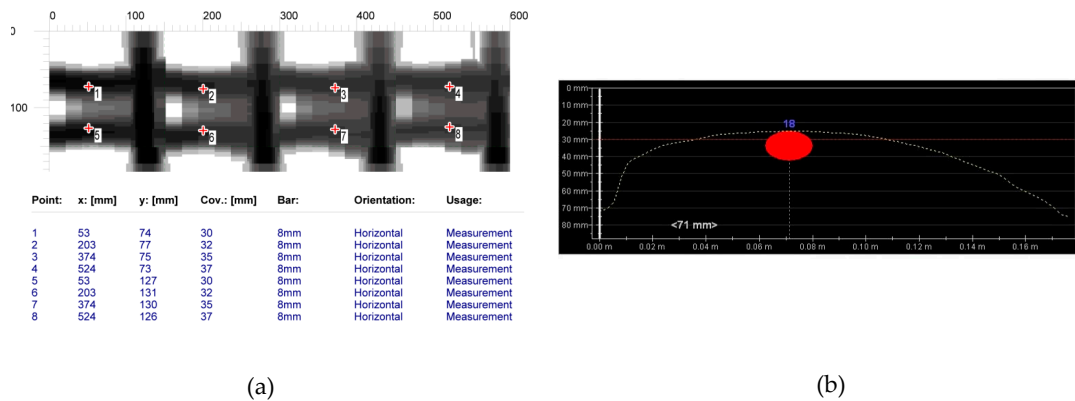 0 100 200 300 400 500 600
0
100
1 2 3 4
5 6 7 8
Point: x: [mm] y: [mm] Cov.: [mm] Bar: Orientation: Usage:
1 53 74 30 8mm Horizontal Measurement
2 203 77 32 8mm Horizontal Measurement
3 374 75 35 8mm Horizontal Measurement
4 524 73 37 8mm Horizontal Measurement
5 53 127 30 8mm Horizontal Measurement
6 203 131 32 8mm Horizontal Measurement
7 374 130 35 8mm Horizontal Measurement
8 524 126 37 8mm Horizontal Measurement
(a)
0 mm
10 mm
20 mm
30 mm
40 mm
50 mm
60 mm
70 mm
80 mm
18
<71 mm>
0.00 m 0.02 m 0.04 m 0.06 m 0.08 m 0.10 m 0.12 m 0.14 m 0.16 m
(b)